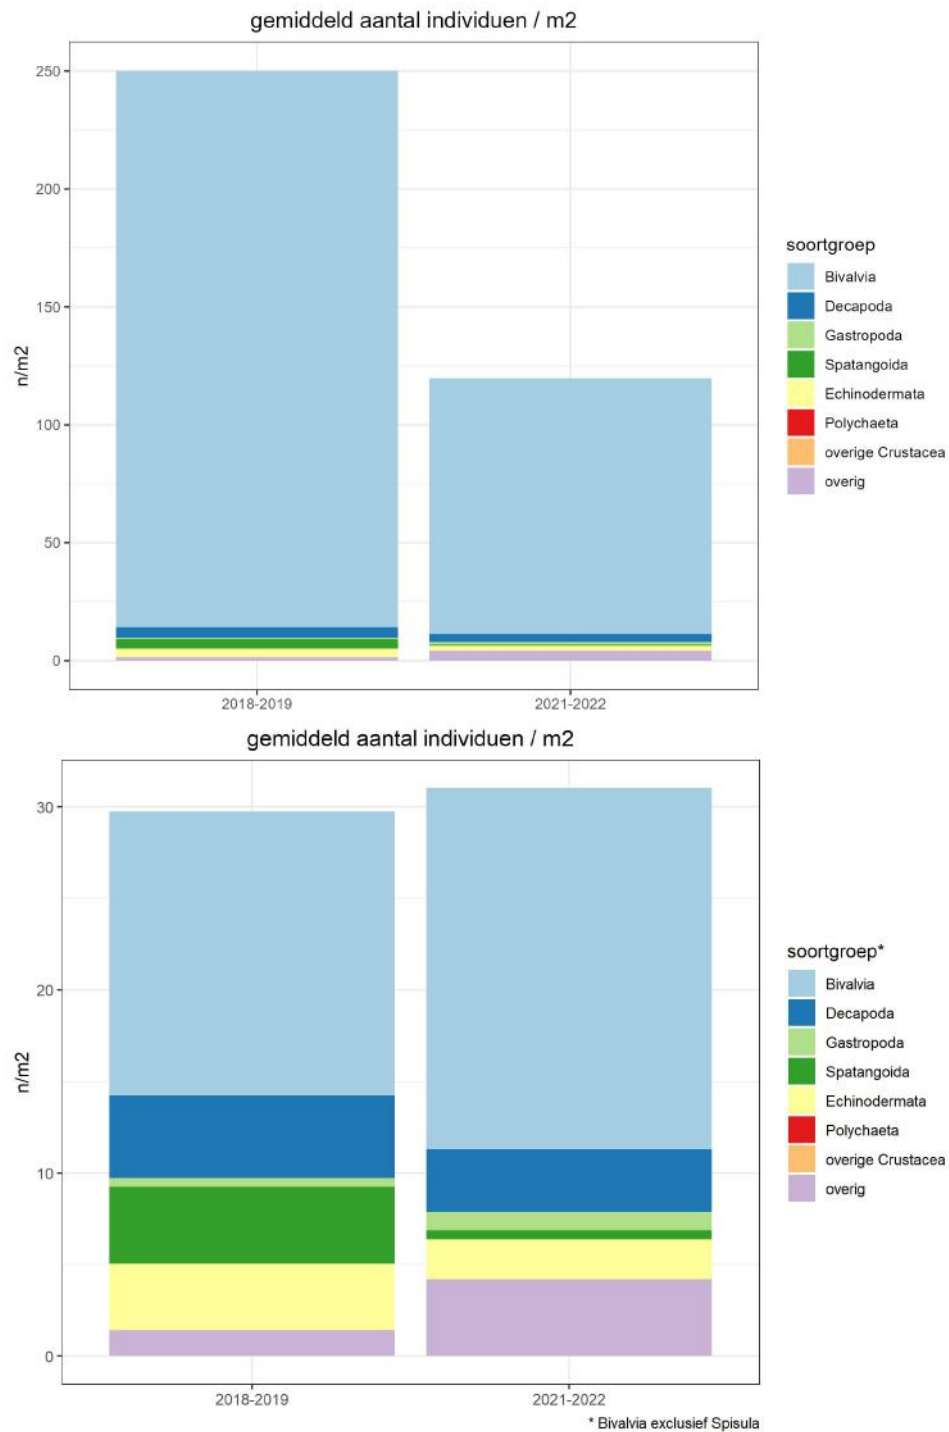 gemiddeld aantal individuen / m2
250
200
150
100
50
0
n/m2
2018-2019
2021-2022
soortgroep
Bivalvia
Decapoda
Gastropoda
Spatangoida
Echinodermata
Polychaeta
overige Crustacea
overig
gemiddeld aantal individuen / m2
30
20
10
0
n/m2
2018-2019
2021-2022
soortgroep*
Bivalvia
Decapoda
Gastropoda
Spatangoida
Echinodermata
Polychaeta
overige Crustacea
overig
* Bivalvia exclusief Spisula